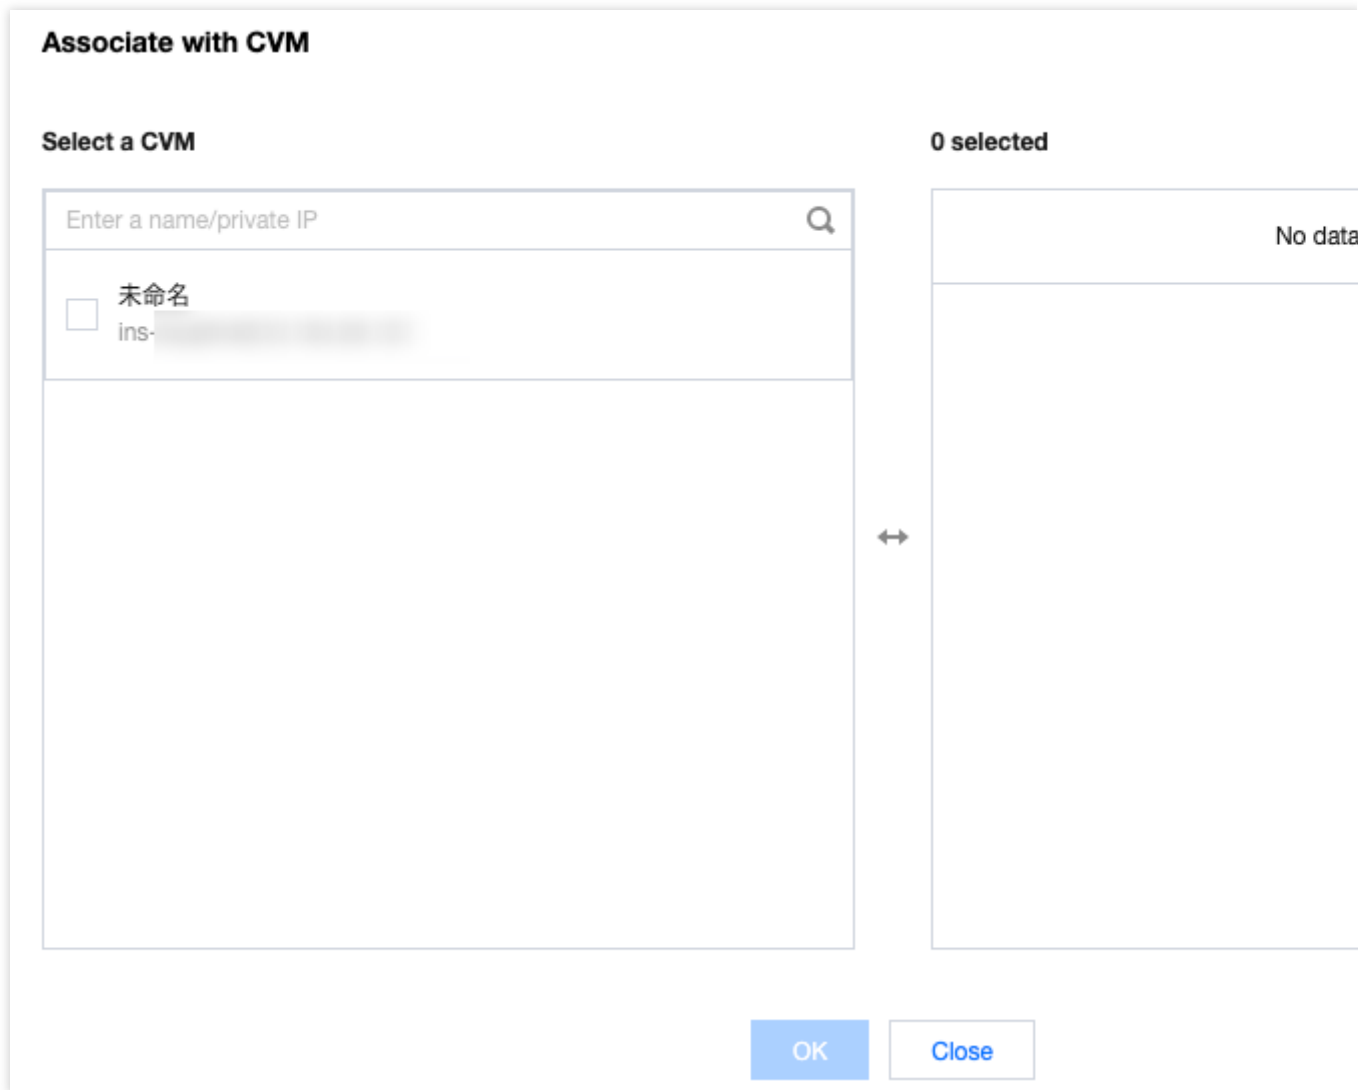 Associate with CVM
Select a CVM
Enter a name/private IP
未命名
ins-
0 selected
No data
OK
Close